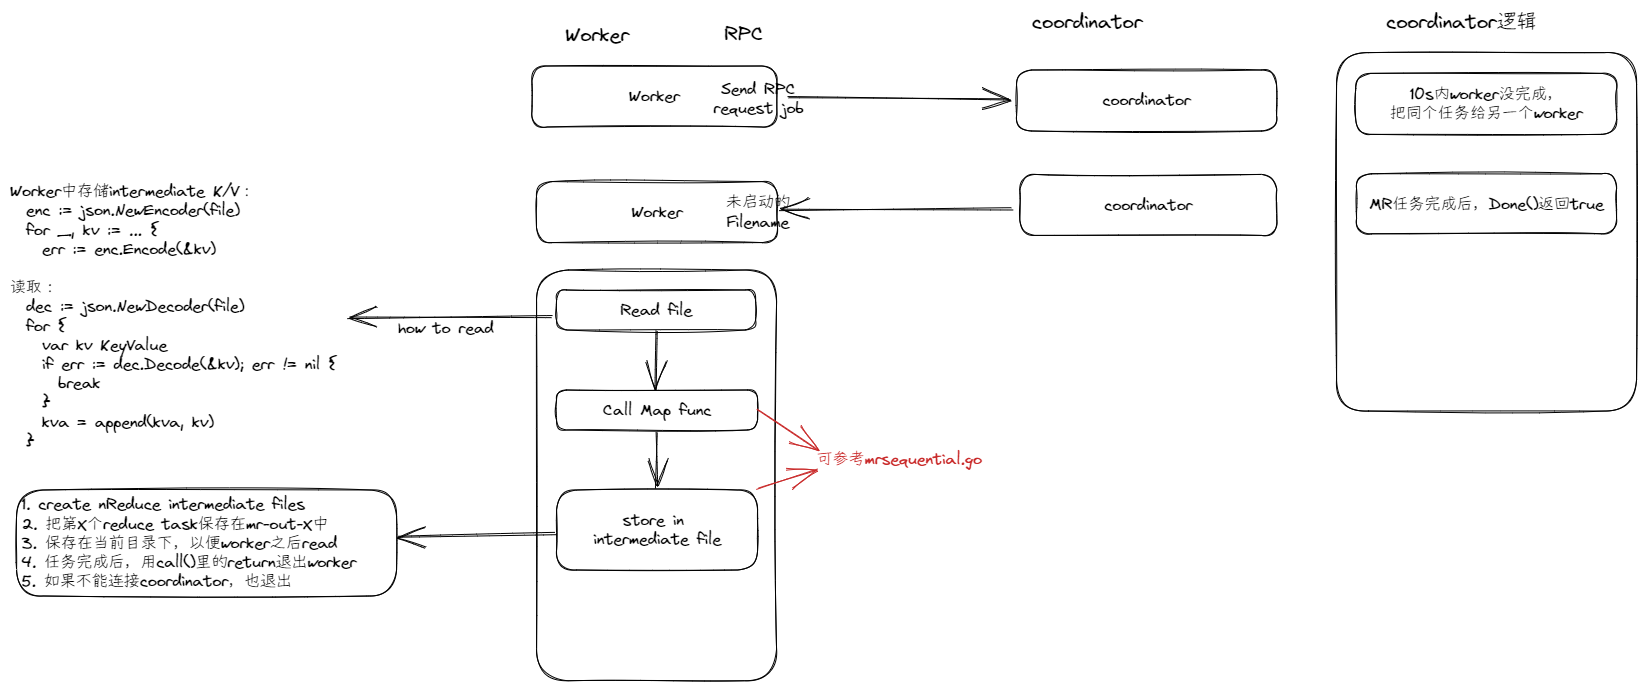 Worker
RPC
coordinator
coordinator逻辑
Worker
Send RPC
request job
coordinator
10s内worker没完成,
把同个任务给另一个worker
Worker
未启动的
Filename
coordinator
MR任务完成后, Done()返回true
Worker中存储intermediate K/V:
enc := json.NewEncoder(file)
for _, kv := ... {
err := enc.Encode(&kv)
读取:
dec := json.NewDecoder(file)
for {
var kv KeyValue
if err := dec.Decode(&kv); err != nil {
break
}
kva = append(kva, kv)
}
how to read
Read file
Call Map func
可参考mrsequential.go
store in
intermediate file
1. create nReduce intermediate files
2. 把第X个reduce task保存在mr-out-X中
3. 保存在当前目录下, 以便worker之后read
4. 任务完成后, 用call()里的return退出worker
5. 如果不能连接coordinator, 也退出